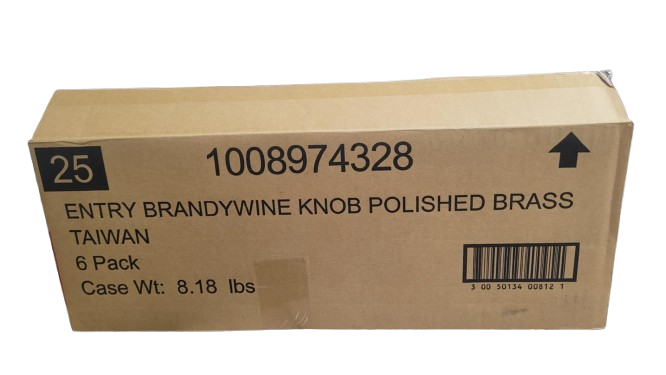 25
1008974328
ENTRY BRANDYWINE KNOB POLISHED BRASS
TAIWAN
6 Pack
Case Wt: 8.18 lbs
3 00 50134 00812 1